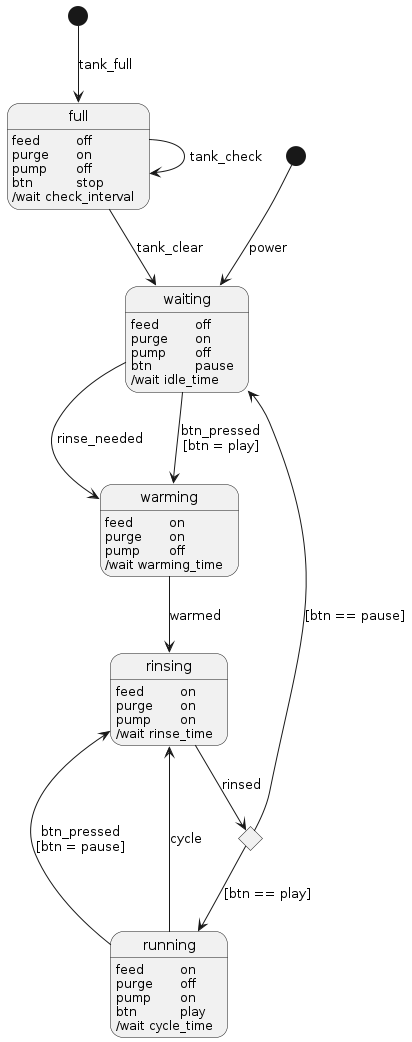 tank_full
full
feed off
purge on
pump off
btn stop
/wait check_interval
tank_check
tank_clear
power
waiting
feed off
purge on
pump off
btn pause
/wait idle_time
rinse_needed
btn_pressed
[btn = play]
warming
feed on
purge on
pump off
/wait warming_time
warmed
[btn == pause]
rinsing
feed on
purge on
pump on
/wait rinse_time
rinsed
btn_pressed
[btn = pause]
cycle
[btn == play]
running
feed on
purge off
pump on
btn play
/wait cycle_time